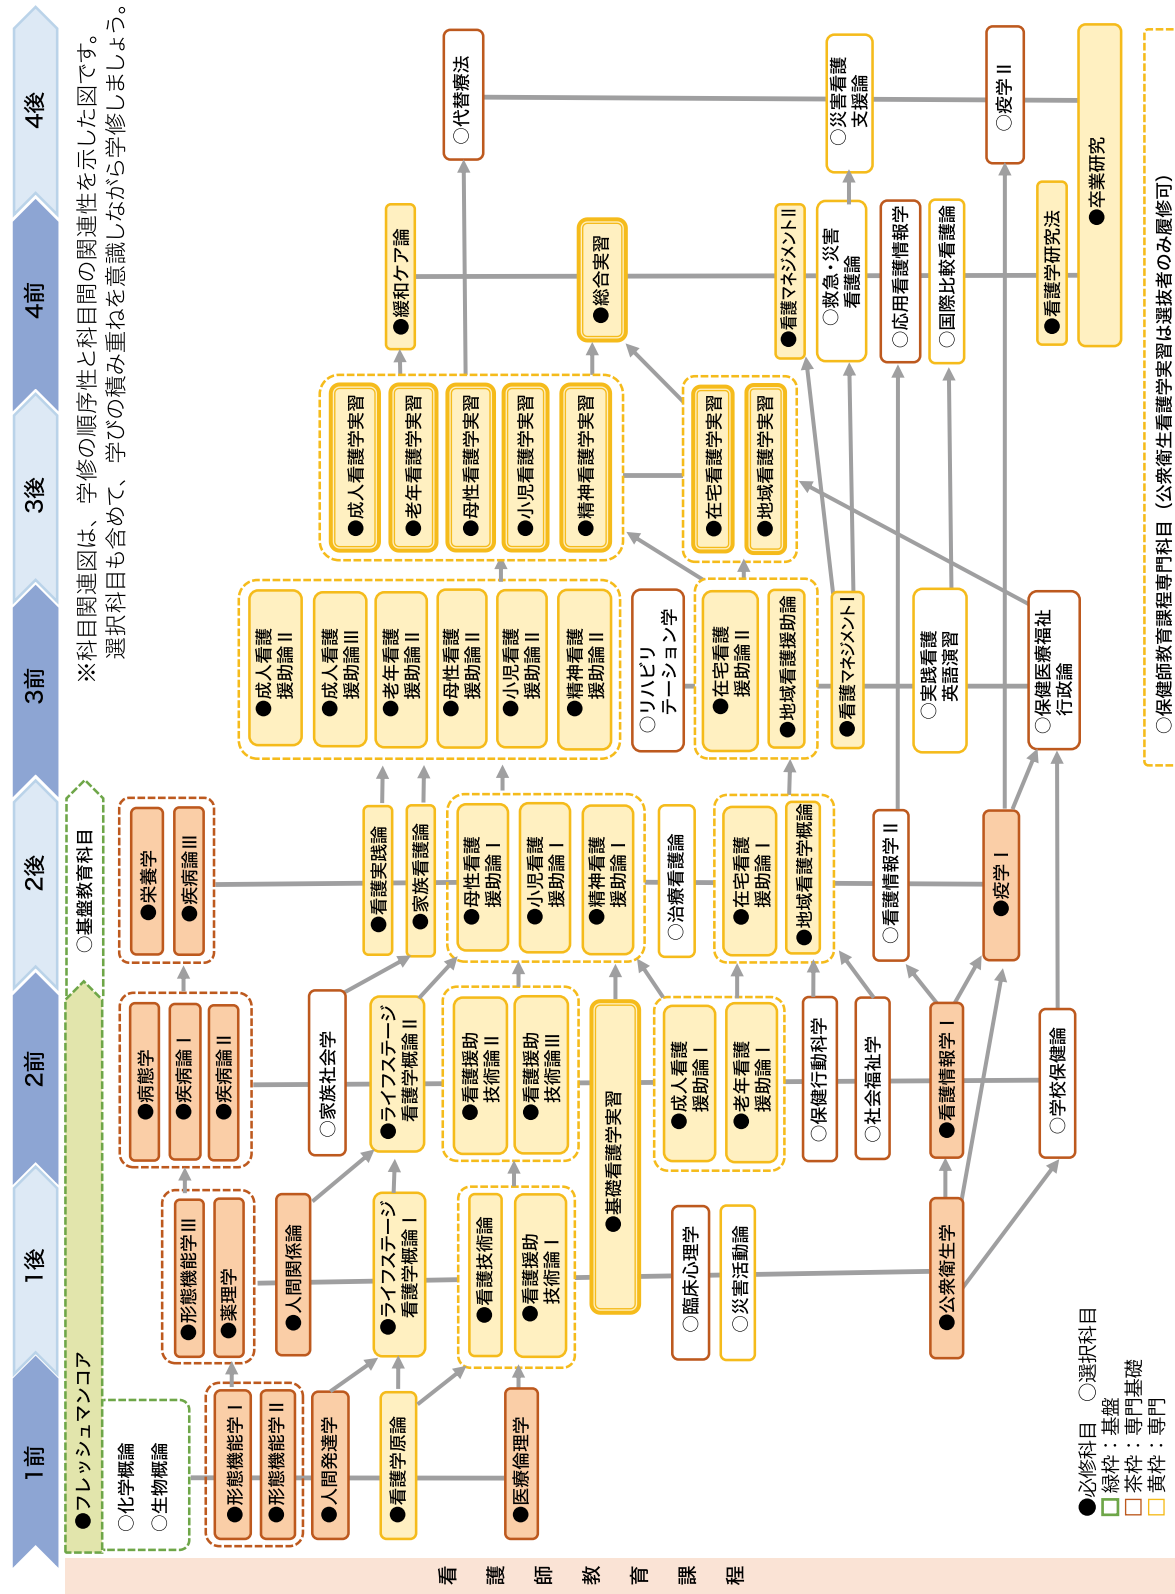 1前
1後
2前
2後
3前
3後
4前
4後
※科目関連図は、学修の順序性と科目間の関連性を示した図です。
選択科目も含めて、学びの積み重ねを意識しながら学修しましょう。
看護師教育課程
●フレッシュマンコア
○基盤教育科目
○化学概論
○生物概論
●形態機能学Ⅰ
●形態機能学Ⅱ
●人間発達学
●看護学原論
●医療倫理学
●形態機能学Ⅲ
●薬理学
●人間関係論
●ライフステージ
看護学概論Ⅰ
●看護技術論
●看護援助
技術論Ⅰ
●基礎看護学実習
○臨床心理学
○災害活動論
●公衆衛生学
●病態学
●疾病論Ⅰ
●疾病論Ⅱ
○家族社会学
●ライフステージ
看護学概論Ⅱ
●看護援助
技術論Ⅱ
●看護援助
技術論Ⅲ
●成人看護
援助論Ⅰ
●老年看護
援助論Ⅰ
○保健行動科学
○社会福祉学
●看護情報学Ⅰ
○学校保健論
●栄養学
●疾病論Ⅲ
●看護実践論
●家族看護論
●母性看護
援助論Ⅰ
●小児看護
援助論Ⅰ
●精神看護
援助論Ⅰ
○治療看護論
●在宅看護
援助論Ⅰ
●地域看護学概論
○看護情報学Ⅱ
●疫学Ⅰ
●成人看護
援助論Ⅱ
●成人看護
援助論Ⅲ
●老年看護
援助論Ⅱ
●母性看護
援助論Ⅱ
●小児看護
援助論Ⅱ
●精神看護
援助論Ⅱ
○リハビリ
テーション学
●在宅看護
援助論Ⅱ
●地域看護援助論
●看護マネジメントⅠ
○実践看護
英語演習
○保健医療福祉
行政論
●成人看護学実習
●老年看護学実習
●母性看護学実習
●小児看護学実習
●精神看護学実習
●在宅看護学実習
●地域看護学実習
●緩和ケア論
●総合実習
●看護マネジメントⅡ
○救急・災害
看護論
○応用看護情報学
○国際比較看護論
●看護学研究法
●卒業研究
○代替療法
○災害看護
支援論
○疫学Ⅱ
●必修科目　○選択科目
緑枠：基盤
茶枠：専門基礎
黄枠：専門
○保健師教育課程専門科目（公衆衛生看護学実習は選抜者のみ履修可）